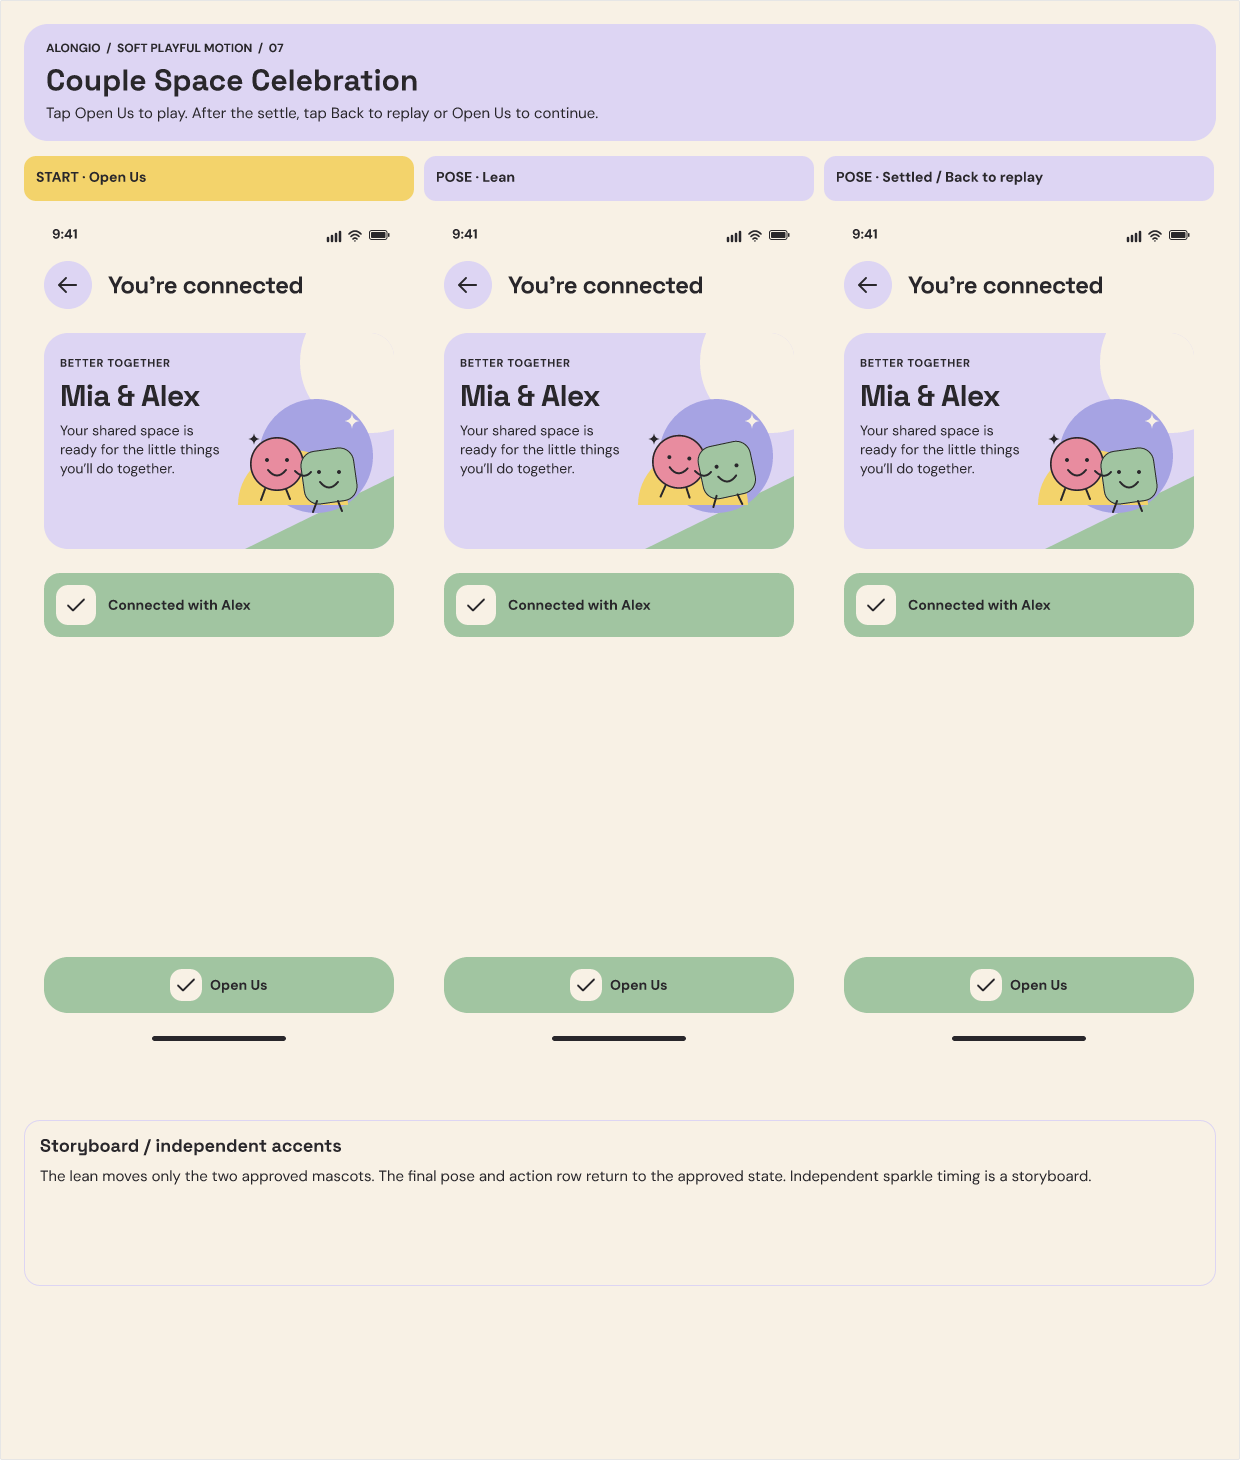 ALONGIO / SOFT PLAYFUL MOTION / 07
Couple Space Celebration
Tap Open Us to play. After the settle, tap Back to replay or Open Us to continue.
START · Open Us
9:41
You’re connected
BETTER TOGETHER
Mia & Alex
Your shared space is
ready for the little things
you’ll do together.
Connected with Alex
Open Us
POSE · Lean
9:41
You’re connected
BETTER TOGETHER
Mia & Alex
Your shared space is
ready for the little things
you’ll do together.
Connected with Alex
Open Us
POSE · Settled / Back to replay
9:41
You’re connected
BETTER TOGETHER
Mia & Alex
Your shared space is
ready for the little things
you’ll do together.
Connected with Alex
Open Us
Storyboard / independent accents
The lean moves only the two approved mascots. The final pose and action row return to the approved state. Independent sparkle timing is a storyboard.